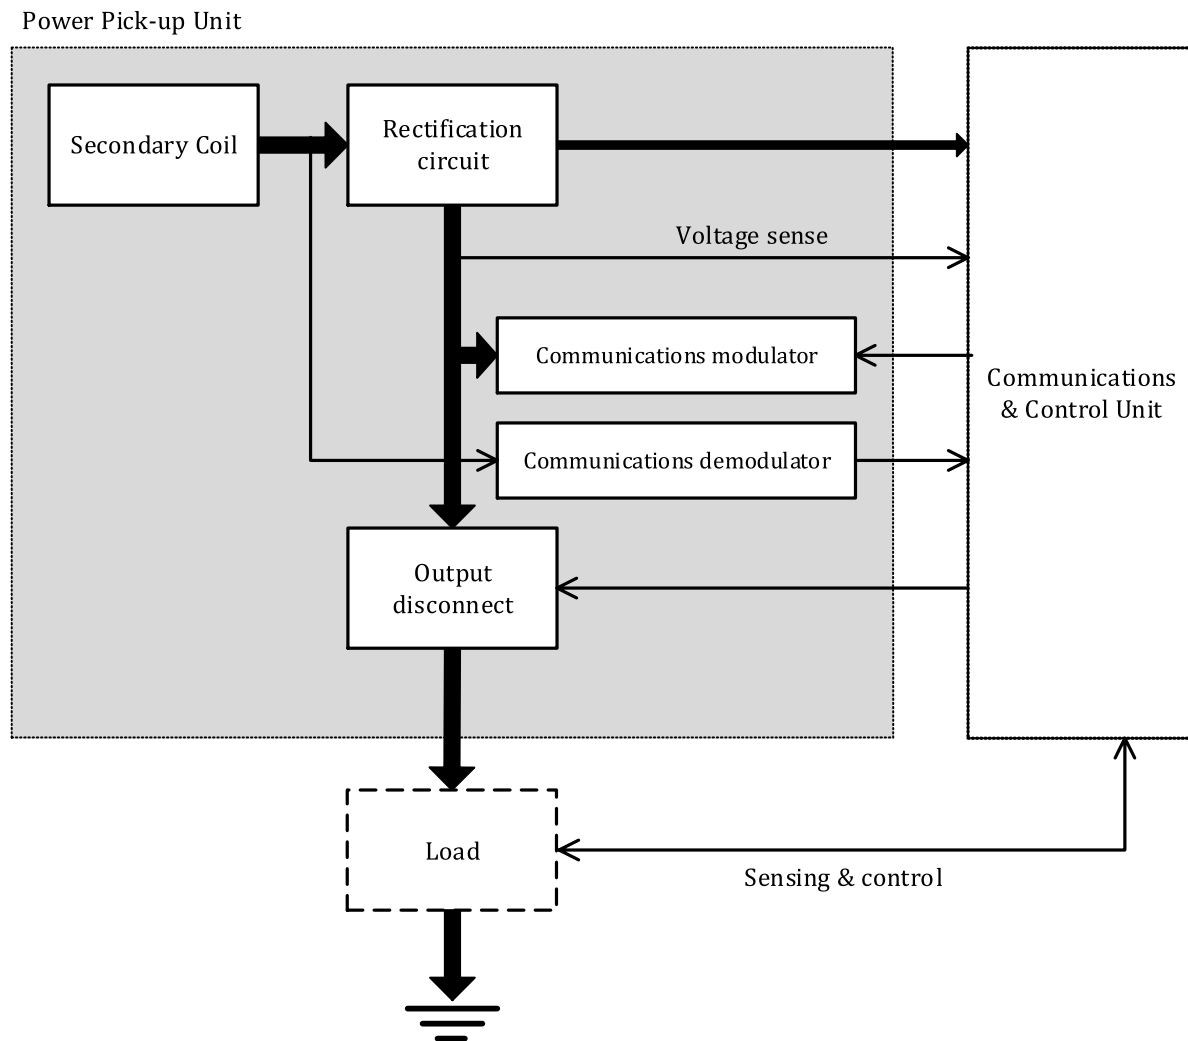 Power Pick-up Unit
Secondary Coil
Rectification
circuit
Voltage sense
Communications modulator
Communications
& Control Unit
Communications demodulator
Output
disconnect
Load
Sensing & control